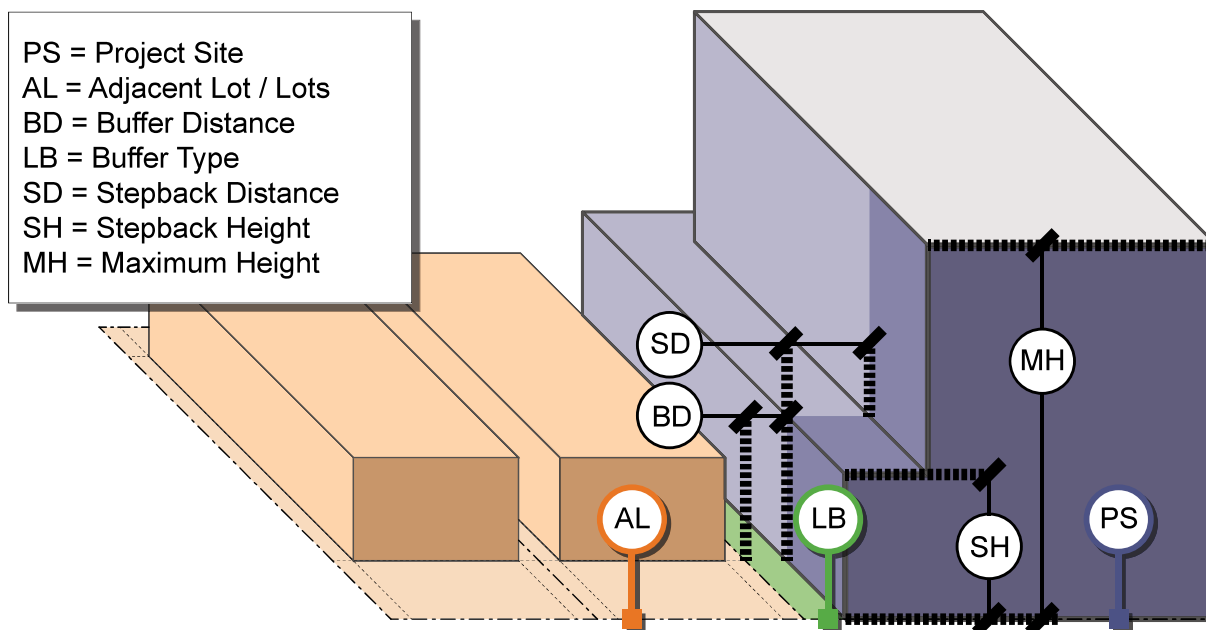 PS = Project Site
AL = Adjacent Lot / Lots
BD = Buffer Distance
LB = Buffer Type
SD = Stepback Distance
SH = Stepback Height
MH = Maximum Height
SD
MH
BD
AL
LB
PS
SH